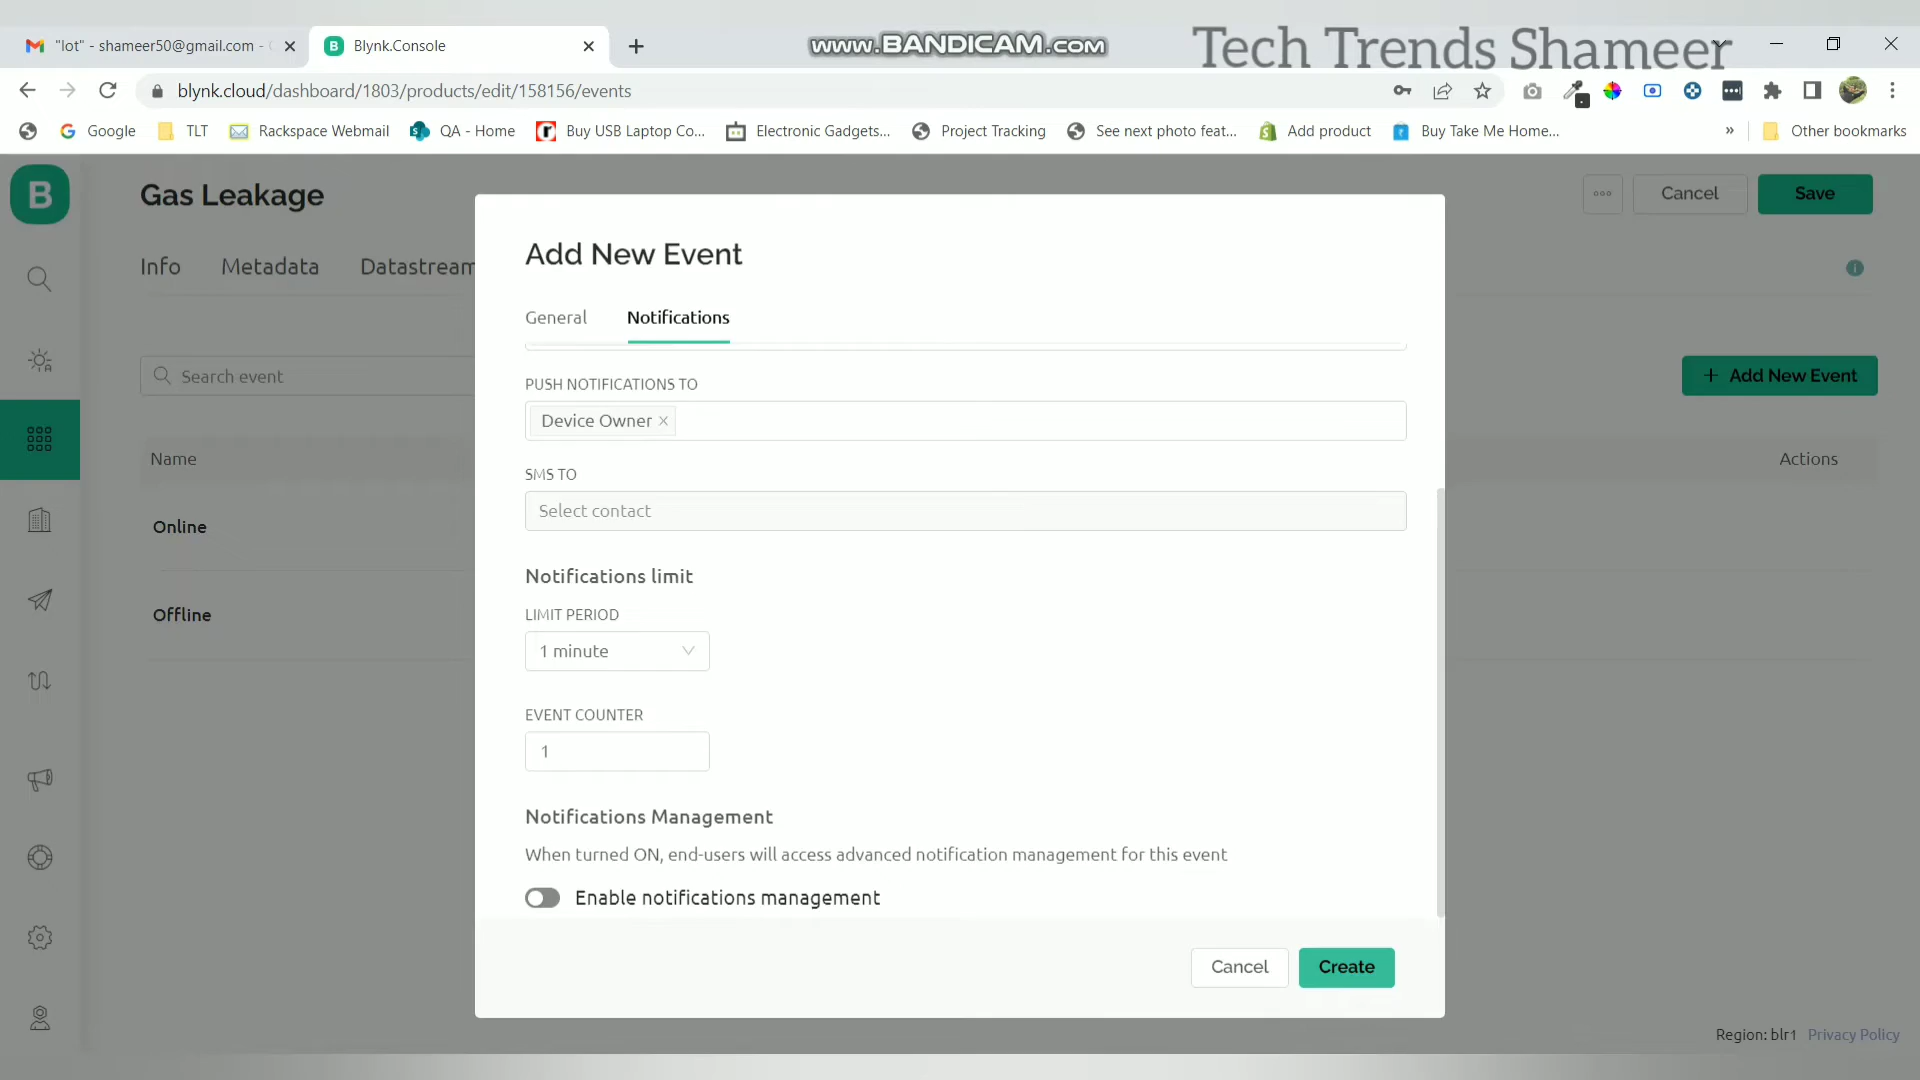 "lot" - shameer50@gmail.com -
Blynk.Console
www.BANDICAM.com
Tech Trends Shameer
blynk.cloud/dashboard/1803/products/edit/158156/events
Google
TLT
Rackspace Webmail
QA - Home
Buy USB Laptop Co...
Electronic Gadgets...
Project Tracking
See next photo feat...
Add product
Buy Take Me Home...
»
Other bookmarks
B
Gas Leakage
Cancel
Save
Info
Metadata
Datastream
Search event
+ Add New Event
Name
Actions
Online
Offline
Add New Event
General
Notifications
PUSH NOTIFICATIONS TO
Device Owner ×
SMS TO
Select contact
Notifications limit
LIMIT PERIOD
1 minute
EVENT COUNTER
1
Notifications Management
When turned ON, end-users will access advanced notification management for this event
Enable notifications management
Cancel
Create
Region: blr1 Privacy Policy